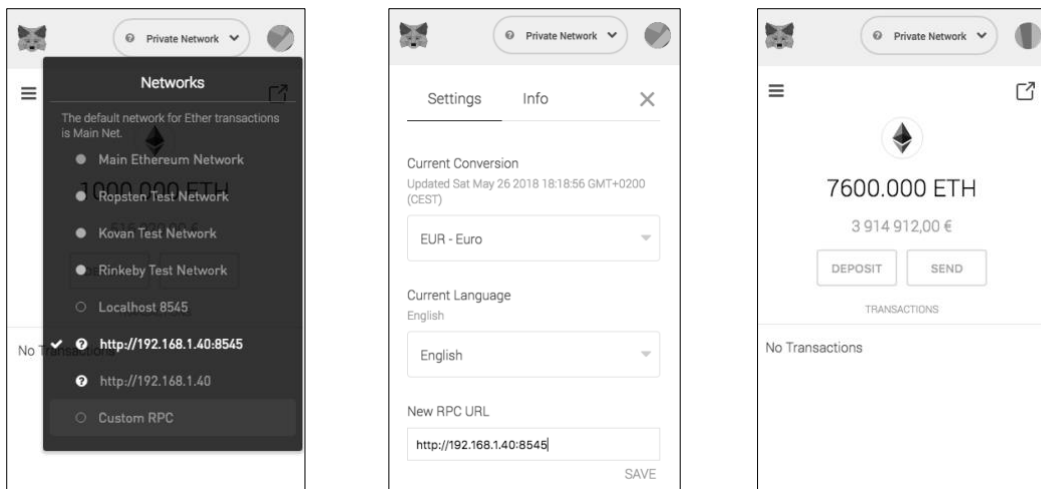 Private Network
Networks
The default network for Ether transactions
is Main Net.
Main Ethereum Network
1000.000 ETH
Ropsten Test Network
Kovan Test Network
Rinkeby Test Network
Localhost 8545
No Transactions
http://192.168.1.40:8545
http://192.168.1.40
Custom RPC
Private Network
Settings Info
Current Conversion
Updated Sat May 26 2018 18:18:56 GMT+0200
(CEST)
EUR - Euro
Current Language
English
English
New RPC URL
http://192.168.1.40:8545
SAVE
Private Network
7600.000 ETH
3 914 912,00 €
DEPOSIT SEND
TRANSACTIONS
No Transactions